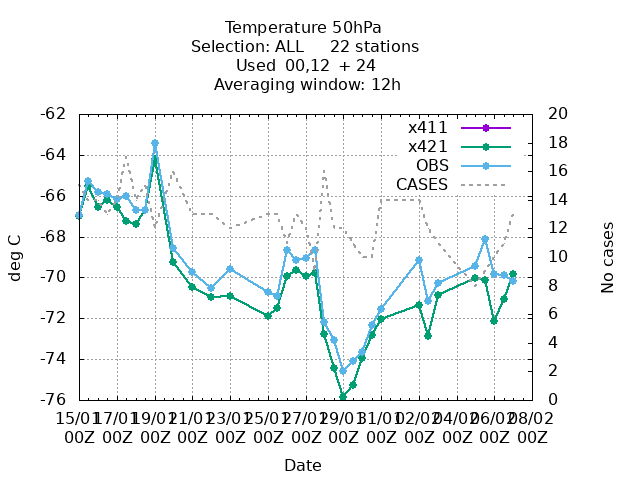 Temperature 50hPa
Selection: ALL 22 stations
Used 00,12 + 24
Averaging window: 12h
x411
x421
OBS
CASES
deg C
-62
-64
-66
-68
-70
-72
-74
-76
No cases
20
18
16
14
12
10
8
6
4
2
0
15/01 17/01 19/01 21/01 23/01 25/01 27/01 29/01 31/01 02/02 04/02 06/02 08/02
00Z 00Z 00Z 00Z 00Z 00Z 00Z 00Z 00Z 00Z 00Z 00Z 00Z
Date